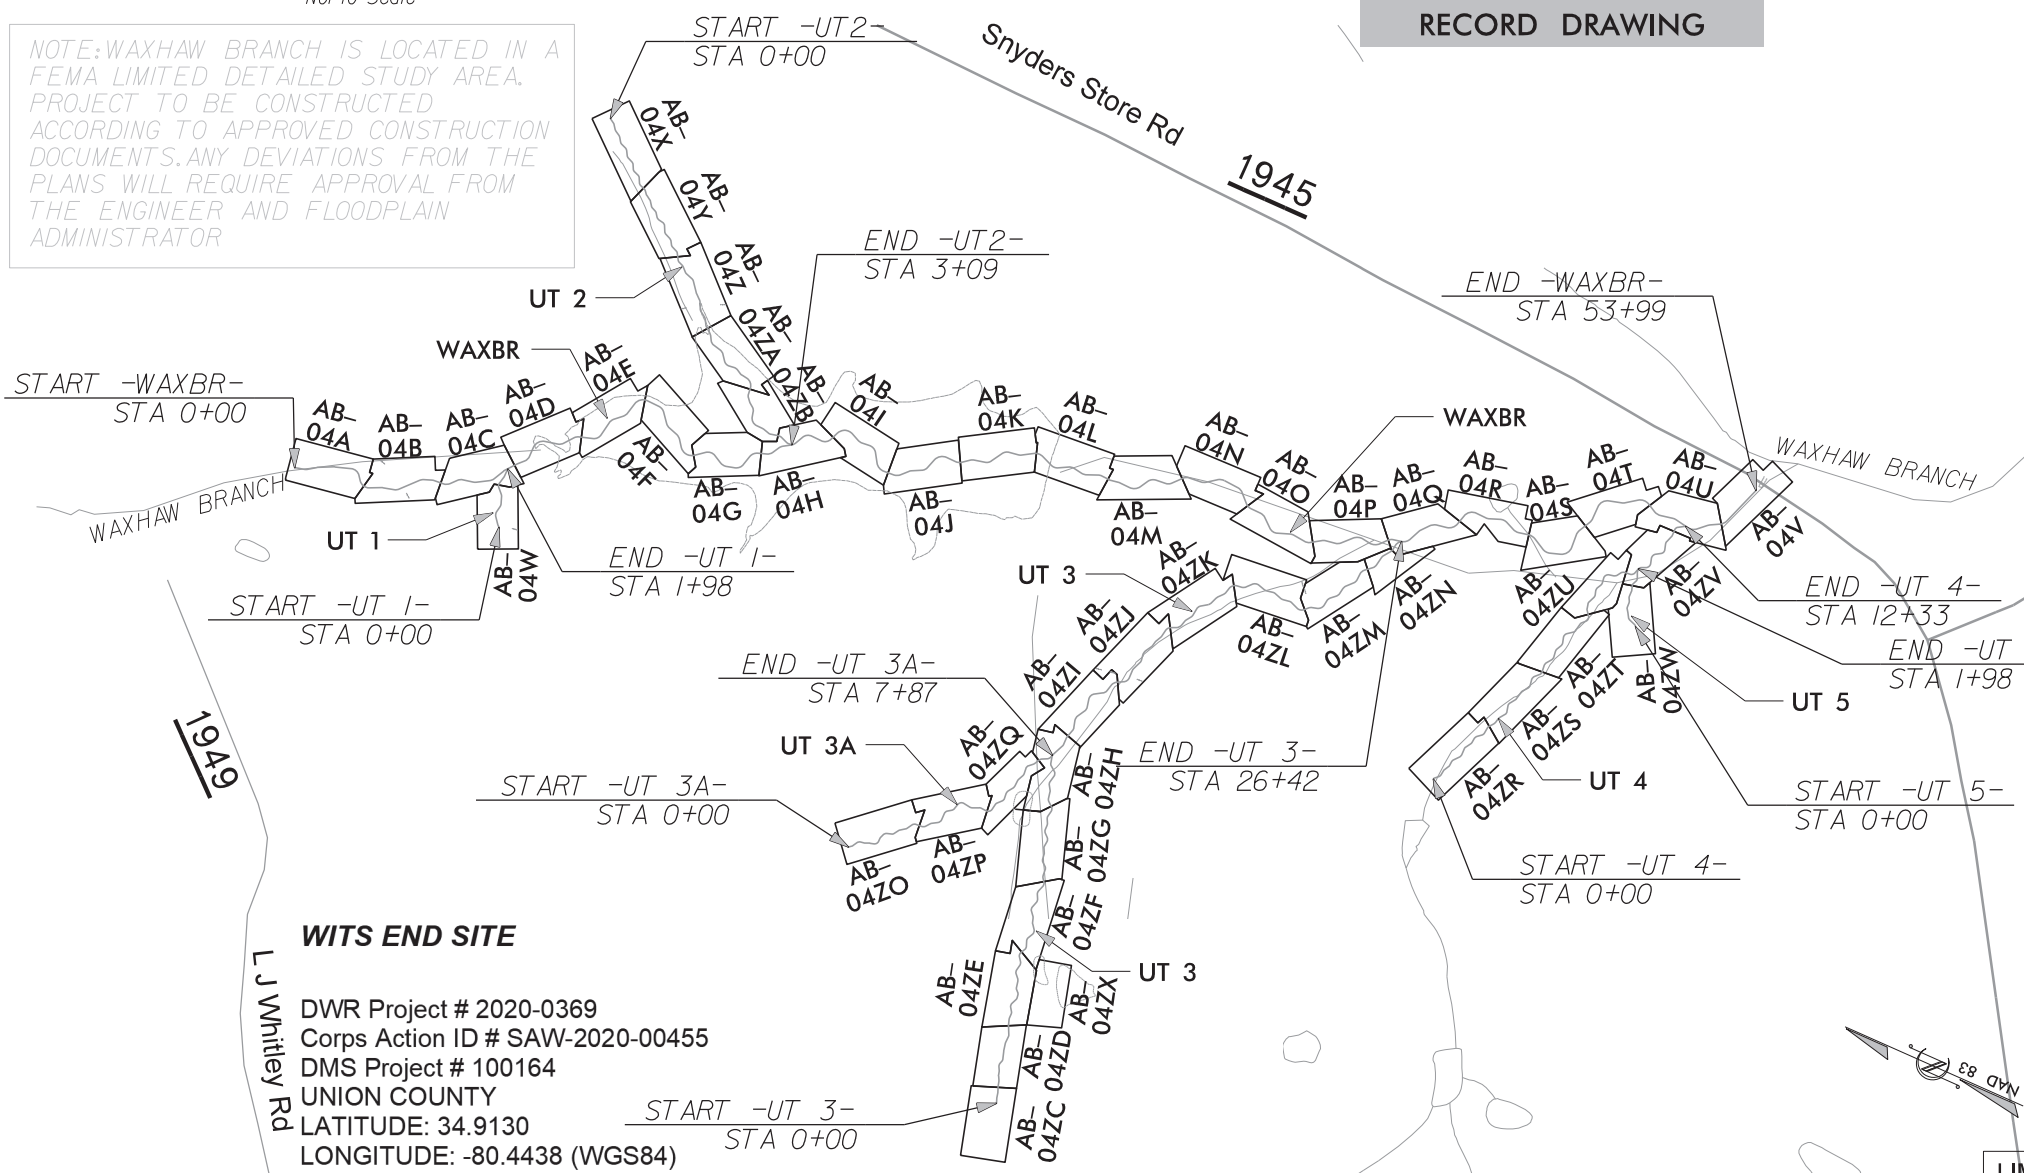 RECORD DRAWING
NOTE: WAXHAW BRANCH IS LOCATED IN A
FEMA LIMITED DETAILED STUDY AREA.
PROJECT TO BE CONSTRUCTED
ACCORDING TO APPROVED CONSTRUCTION
DOCUMENTS. ANY DEVIATIONS FROM THE
PLANS WILL REQUIRE APPROVAL FROM
THE ENGINEER AND FLOODPLAIN
ADMINISTRATOR
START -UT2-
STA 0+00
Snyders Store Rd
1945
AB-
04X
AB-
04Y
AB-
04Z
AB-
04ZA
AB-
04ZB
UT 2
END -UT2-
STA 3+09
END -WAXBR-
STA 53+99
WAXBR
START -WAXBR-
STA 0+00
AB-
04A
AB-
04B
AB-
04C
AB-
04D
AB-
04E
AB-
04F
AB-
04G
AB-
04H
AB-
04I
AB-
04J
AB-
04K
AB-
04L
AB-
04M
AB-
04N
AB-
04O
AB-
04P
AB-
04Q
AB-
04R
AB-
04S
AB-
04T
AB-
04U
AB-
04V
WAXBR
WAXHAW BRANCH
WAXHAW BRANCH
UT 1
AB-
04W
END -UT 1-
STA 1+98
START -UT 1-
STA 0+00
UT 3
AB-
04ZK
AB-
04ZJ
AB-
04ZI
AB-
04ZL
AB-
04ZM
AB-
04ZN
AB-
04ZU
AB-
04ZV
AB-
04ZT
AB-
04ZW
AB-
04ZS
AB-
04ZR
END -UT 4-
STA 12+33
END -UT
STA 1+98
UT 5
UT 4
START -UT 5-
STA 0+00
START -UT 4-
STA 0+00
END -UT 3A-
STA 7+87
UT 3A
AB-
04ZQ
START -UT 3A-
STA 0+00
AB-
04ZO
AB-
04ZP
END -UT 3-
STA 26+42
AB-
04ZH
AB-
04ZG
AB-
04ZF
AB-
04ZE
UT 3
AB-
04ZX
AB-
04ZD
AB-
04ZC
START -UT 3-
STA 0+00
1949
L J Whitley Rd
WITS END SITE
DWR Project # 2020-0369
Corps Action ID # SAW-2020-00455
DMS Project # 100164
UNION COUNTY
LATITUDE: 34.9130
LONGITUDE: -80.4438 (WGS84)
NAD 83